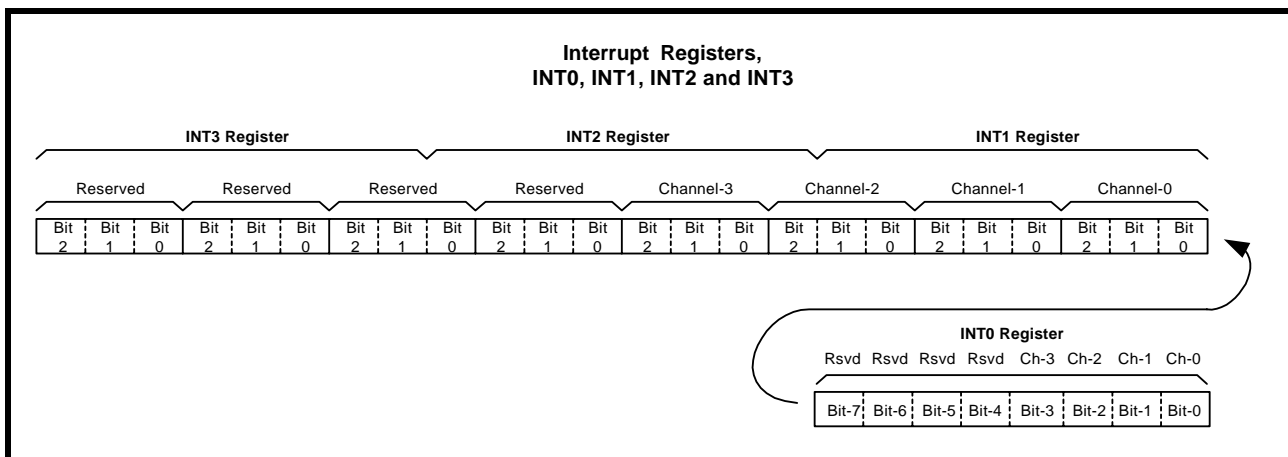 Interrupt Registers,
INT0, INT1, INT2 and INT3
INT3 Register INT2 Register INT1 Register
Reserved Reserved Reserved Reserved Channel-3 Channel-2 Channel-1 Channel-0
Bit Bit Bit Bit Bit Bit Bit Bit Bit Bit Bit Bit Bit Bit Bit Bit Bit Bit Bit Bit Bit Bit Bit Bit
2 1 0 2 1 0 2 1 0 2 1 0 2 1 0 2 1 0 2 1 0 2 1 0
INT0 Register
Rsvd Rsvd Rsvd Rsvd Ch-3 Ch-2 Ch-1 Ch-0
Bit-7 Bit-6 Bit-5 Bit-4 Bit-3 Bit-2 Bit-1 Bit-0